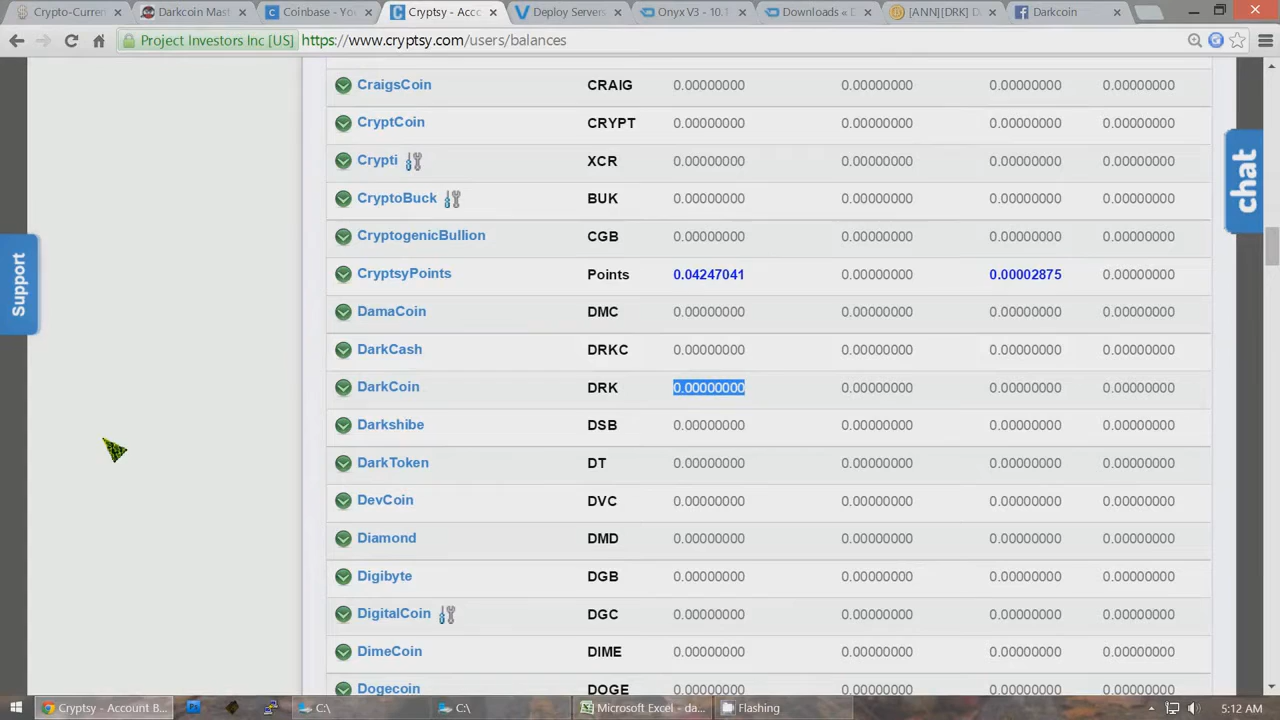 Crypto-Curren
Darkcoin Mast
Coinbase - Yo
Cryptsy - Acco
Deploy Servers
Onyx V3 - 10.1
Downloads « D
[ANN][DRK] D
Darkcoin
Project Investors Inc [US] https://www.cryptsy.com/users/balances
CraigsCoin CRAIG 0.00000000 0.00000000 0.00000000 0.00000000
CryptCoin CRYPT 0.00000000 0.00000000 0.00000000 0.00000000
Crypti XCR 0.00000000 0.00000000 0.00000000 0.00000000
CryptoBuck BUK 0.00000000 0.00000000 0.00000000 0.00000000
CryptogenicBullion CGB 0.00000000 0.00000000 0.00000000 0.00000000
CryptsyPoints Points 0.04247041 0.00000000 0.00002875 0.00000000
DamaCoin DMC 0.00000000 0.00000000 0.00000000 0.00000000
DarkCash DRKC 0.00000000 0.00000000 0.00000000 0.00000000
DarkCoin DRK 0.00000000 0.00000000 0.00000000 0.00000000
Darkshibe DSB 0.00000000 0.00000000 0.00000000 0.00000000
DarkToken DT 0.00000000 0.00000000 0.00000000 0.00000000
DevCoin DVC 0.00000000 0.00000000 0.00000000 0.00000000
Diamond DMD 0.00000000 0.00000000 0.00000000 0.00000000
Digibyte DGB 0.00000000 0.00000000 0.00000000 0.00000000
DigitalCoin DGC 0.00000000 0.00000000 0.00000000 0.00000000
DimeCoin DIME 0.00000000 0.00000000 0.00000000 0.00000000
Dogecoin DOGE 0.00000000 0.00000000 0.00000000 0.00000000
Support
chat
Cryptsy - Account B...
C:\
C:\
Microsoft Excel - da...
Flashing
5:12 AM